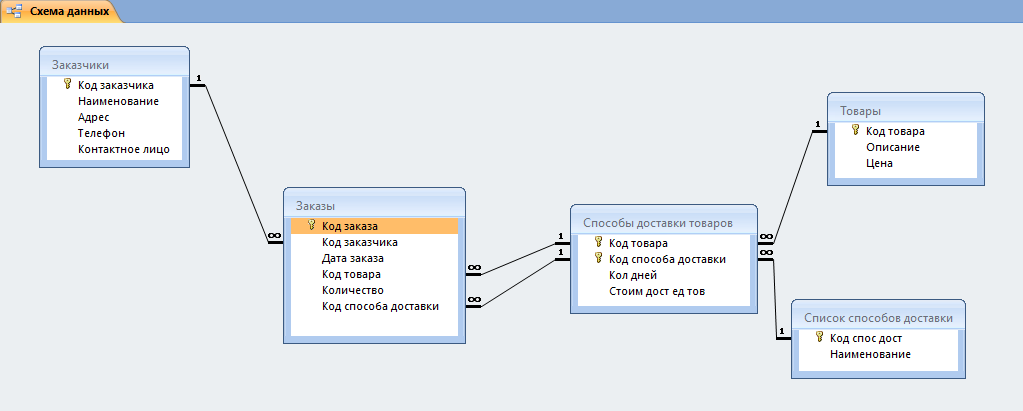 Схема данных
Заказчики
Код заказчика
Наименование
Адрес
Телефон
Контактное лицо
1
∞
Заказы
Код заказа
Код заказчика
Дата заказа
Код товара
Количество
Код способа доставки
∞
∞
1
1
Способы доставки товаров
Код товара
Код способа доставки
Кол дней
Стоим дост ед тов
∞
∞
1
Товары
Код товара
Описание
Цена
1
Список способов доставки
Код спос дост
Наименование